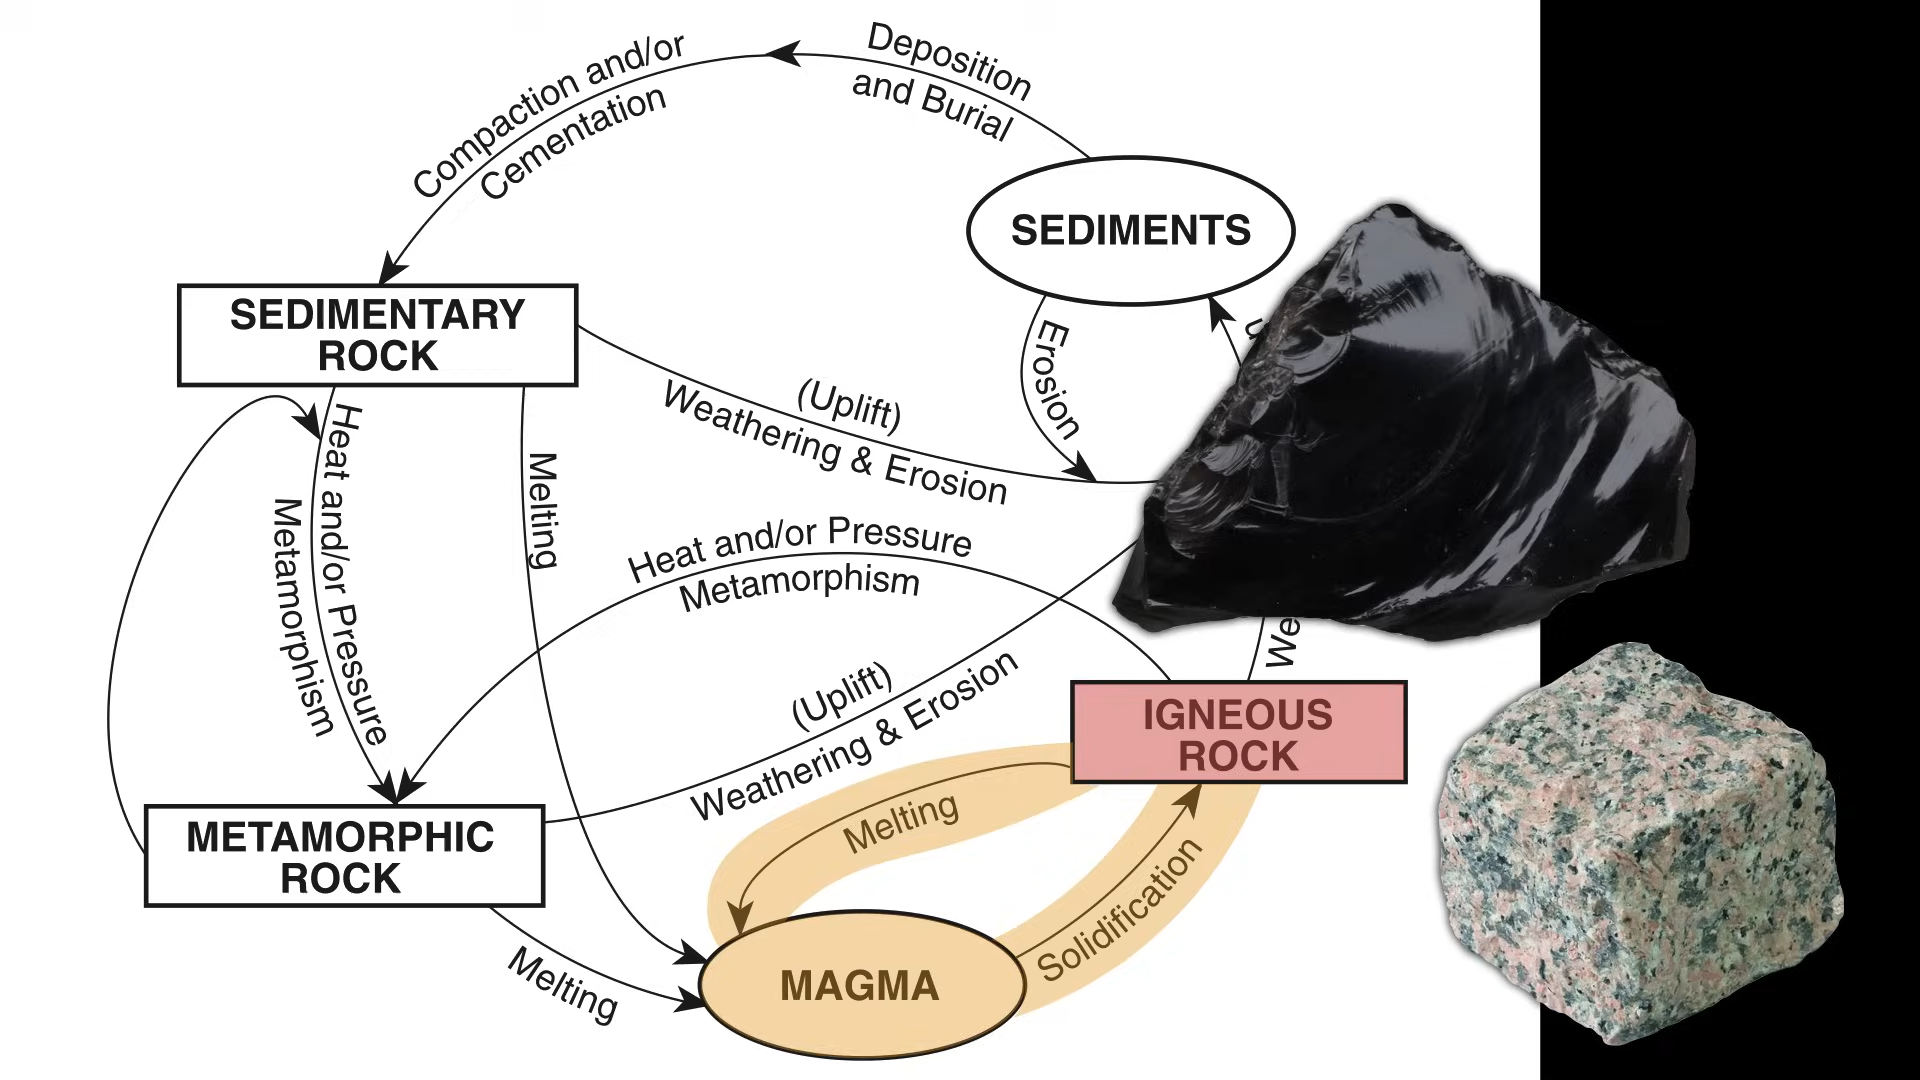 Deposition
and Burial
Compaction and/or
Cementation
SEDIMENTS
SEDIMENTARY
ROCK
Erosion
(Uplift)
Weathering & Erosion
Heat and/or Pressure
Metamorphism
Melting
Heat and/or Pressure
Metamorphism
(Uplift)
Weathering & Erosion
IGNEOUS
ROCK
Melting
METAMORPHIC
ROCK
Solidification
Melting
MAGMA